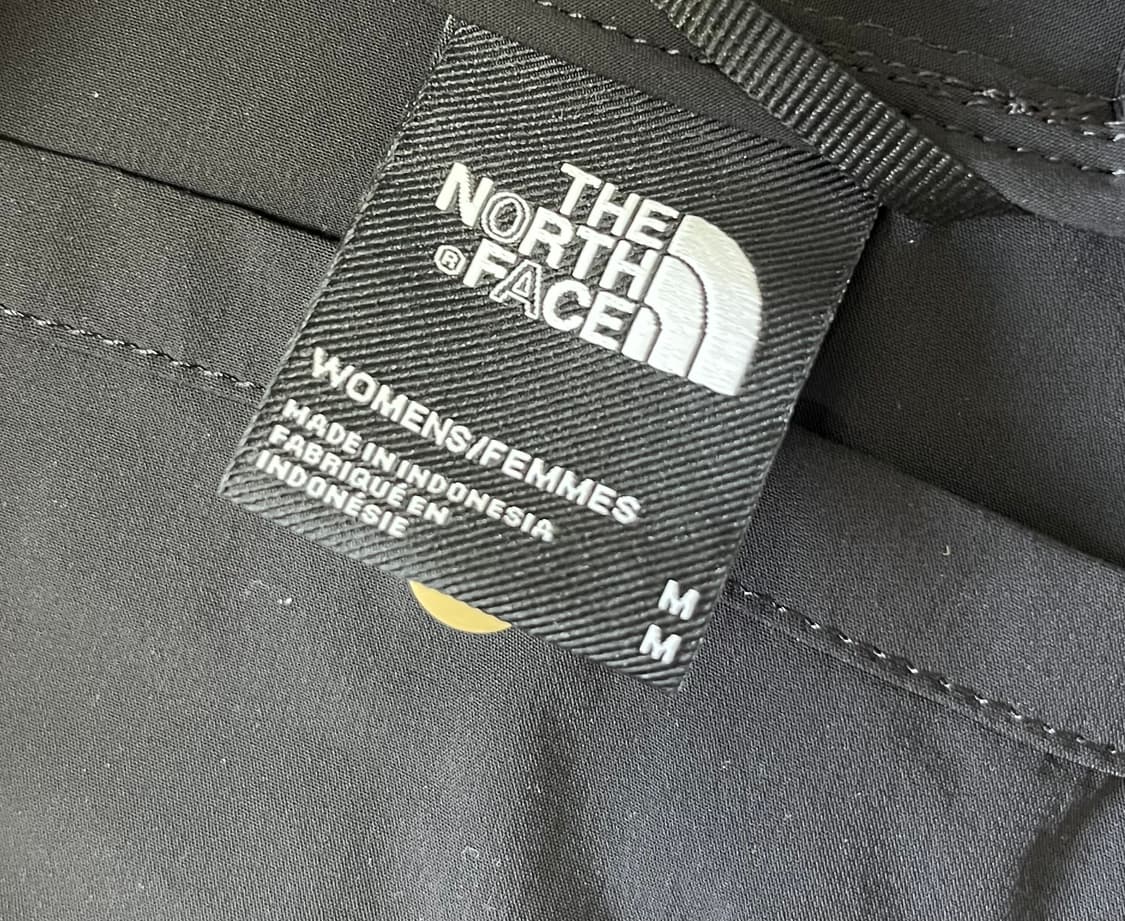 THE
NORTH
®FACE
WOMENS/FEMMES
MADE IN INDONESIA
FABRIQUÉ EN
INDONÉSIE
M
M